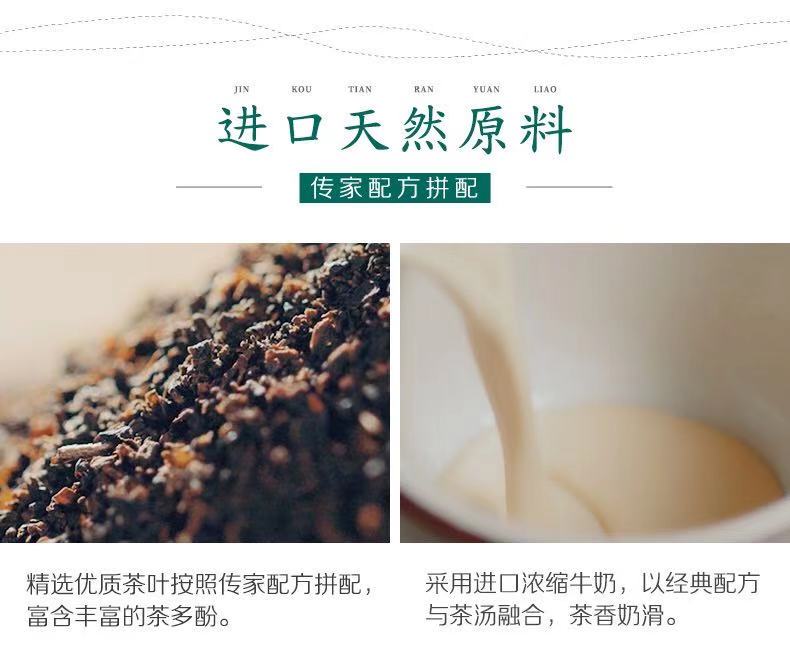 JIN KOU TIAN RAN YUAN LIAO
进口天然原料
传家配方拼配
精选优质茶叶按照传家配方拼配，
富含丰富的茶多酚。
采用进口浓缩牛奶，以经典配方
与茶汤融合，茶香奶滑。